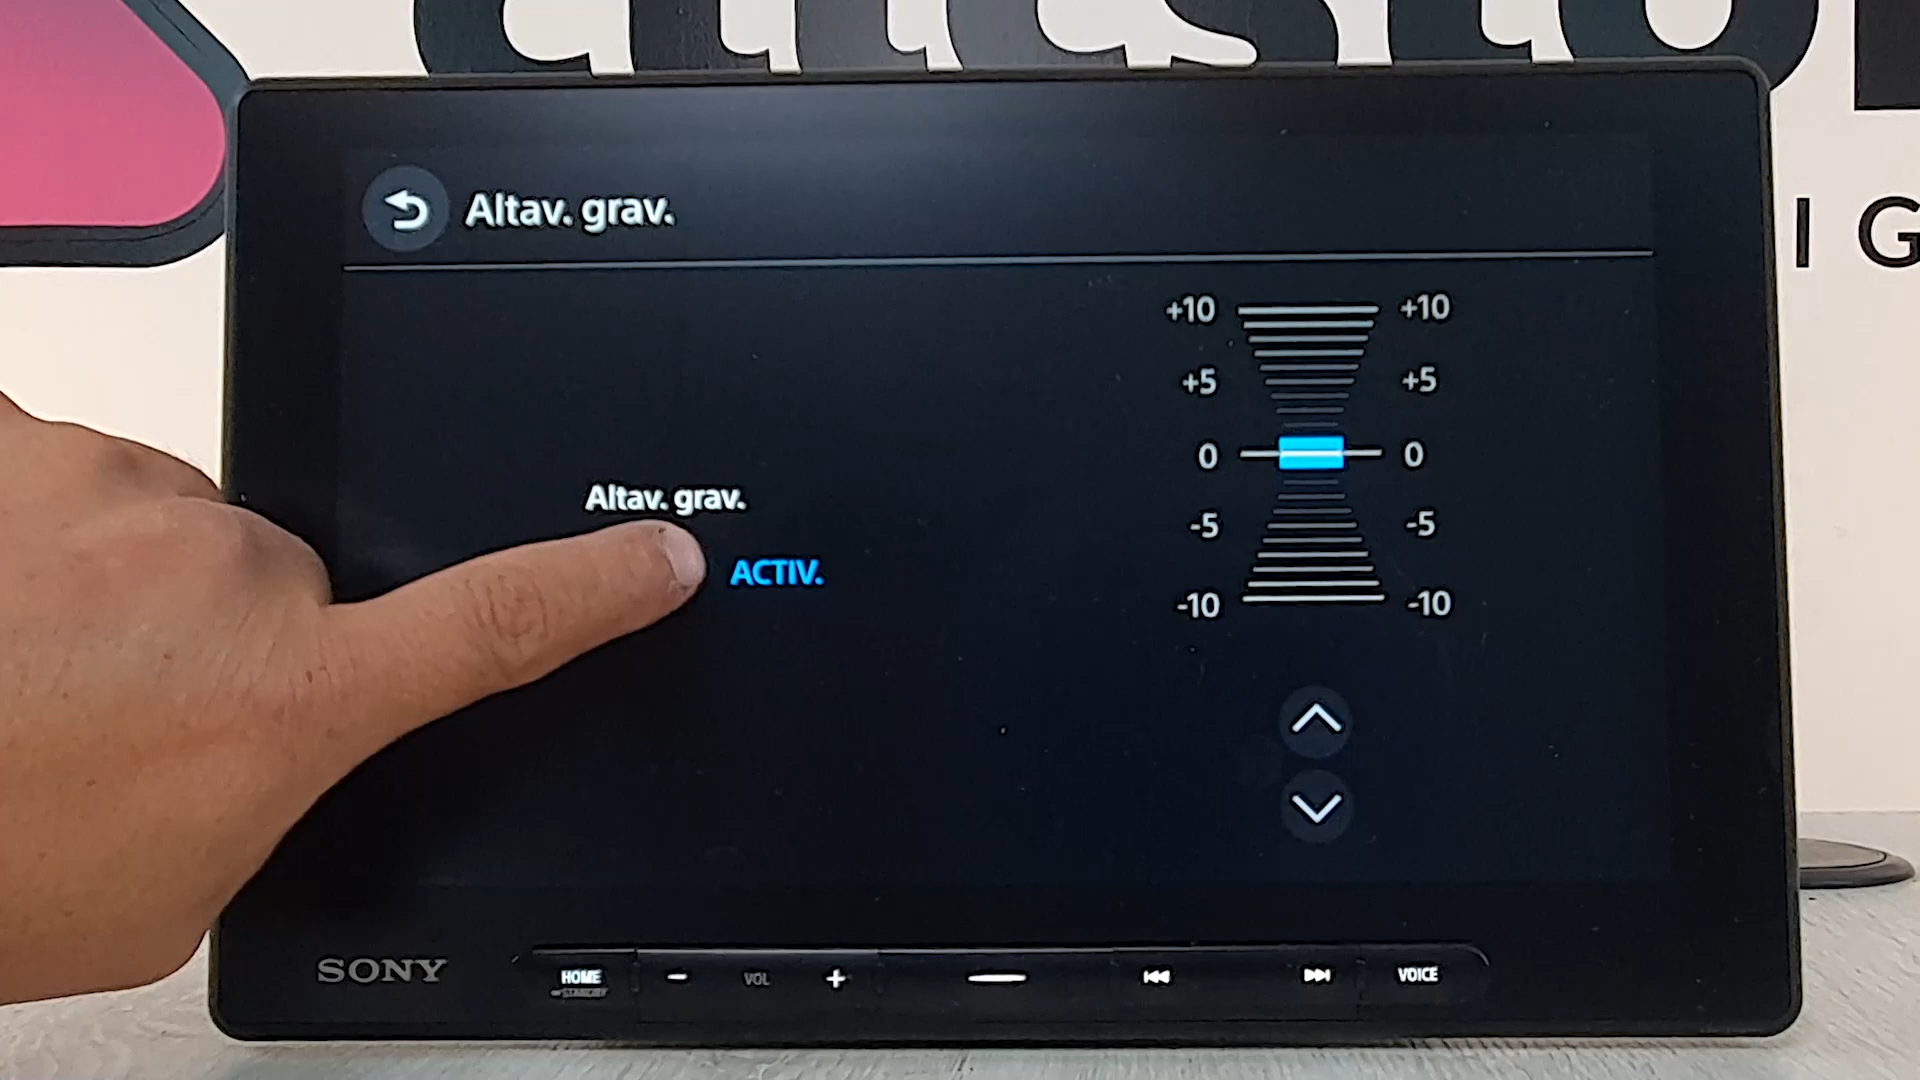 IG
Altav. grav.
+10 +10
+5 +5
0 0
-5 -5
-10 -10
Altav. grav.
ACTIV.
SONY
HOME VOL VOICE
STANDBY